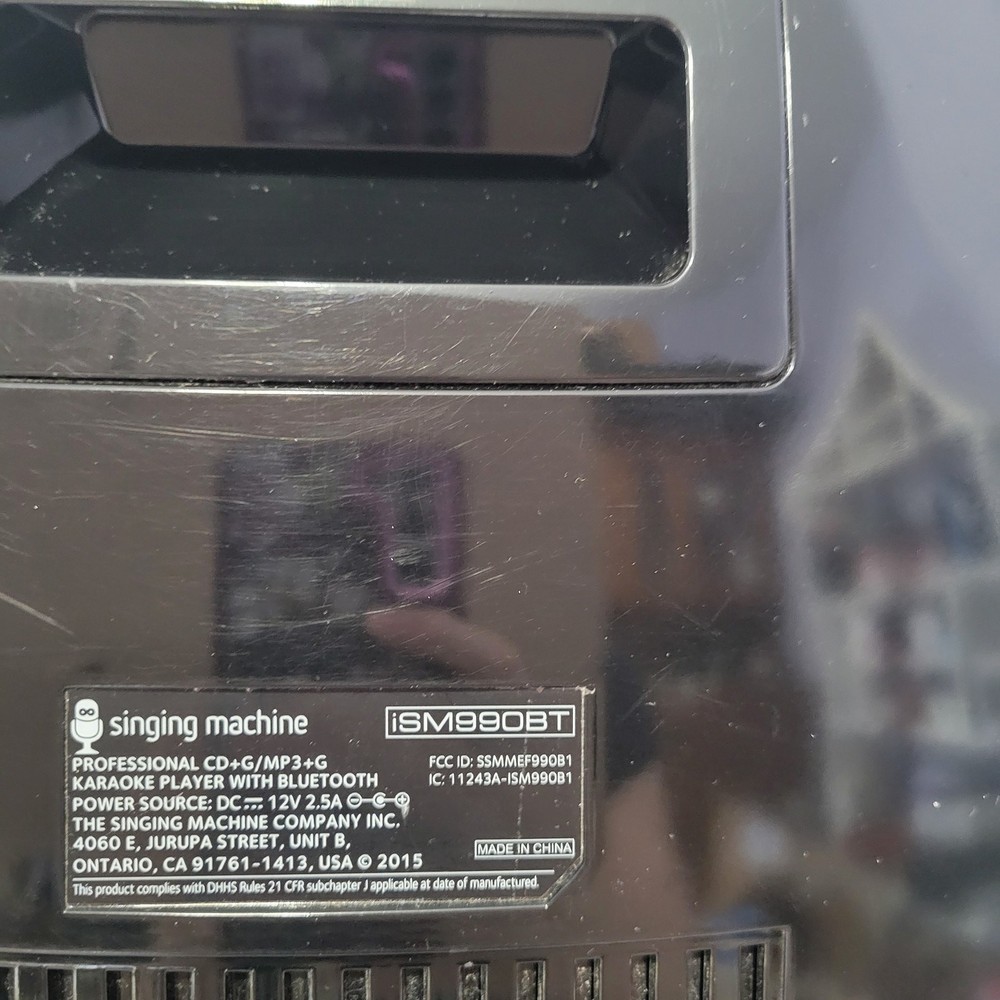 singing machine
iSM990BT
PROFESSIONAL CD+G/MP3+G
KARAOKE PLAYER WITH BLUETOOTH
FCC ID: SSMMEF990B1
IC: 11243A-ISM990B1
POWER SOURCE: DC 12V 2.5A
THE SINGING MACHINE COMPANY INC.
4060 E, JURUPA STREET, UNIT B,
ONTARIO, CA 91761-1413, USA © 2015
MADE IN CHINA
This product complies with DHHS Rules 21 CFR subchapter J applicable at date of manufactured.